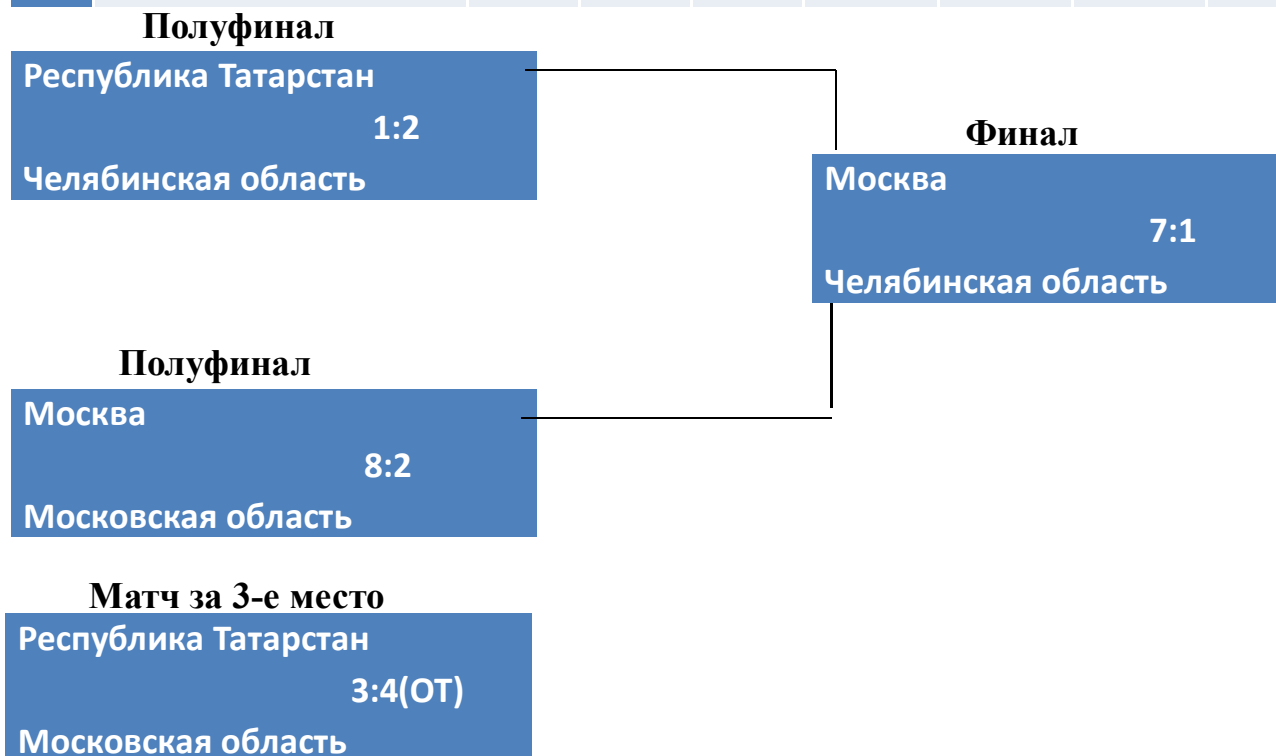 Полуфинал
Республика Татарстан
1:2
Челябинская область
Финал
Москва
7:1
Челябинская область
Полуфинал
Москва
8:2
Московская область
Матч за 3-е место
Республика Татарстан
3:4(ОТ)
Московская область